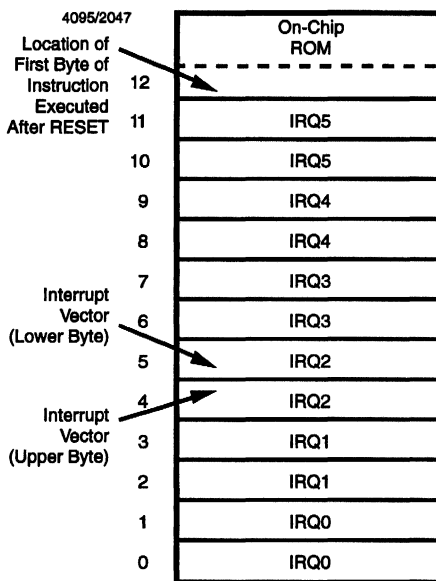 4095/2047
On-Chip
ROM
Location of
First Byte of
Instruction
Executed
After RESET
12
11 IRQ5
10 IRQ5
9 IRQ4
8 IRQ4
7 IRQ3
Interrupt
Vector
(Lower Byte)
6 IRQ3
5 IRQ2
Interrupt
Vector
(Upper Byte)
4 IRQ2
3 IRQ1
2 IRQ1
1 IRQ0
0 IRQ0